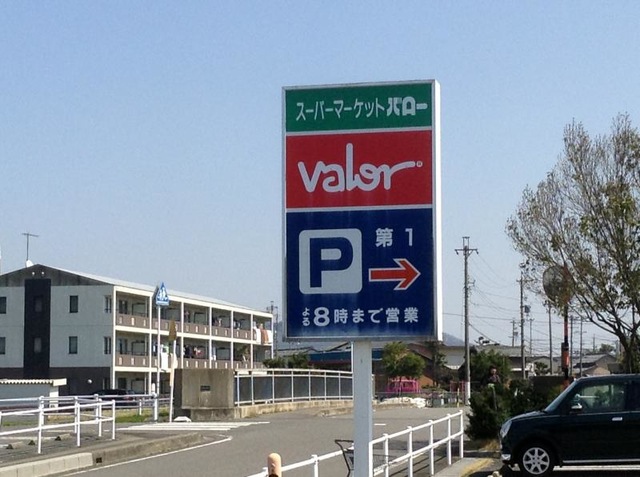 スーパーマーケットバロー
valor®
P 第1
よる8時まで営業